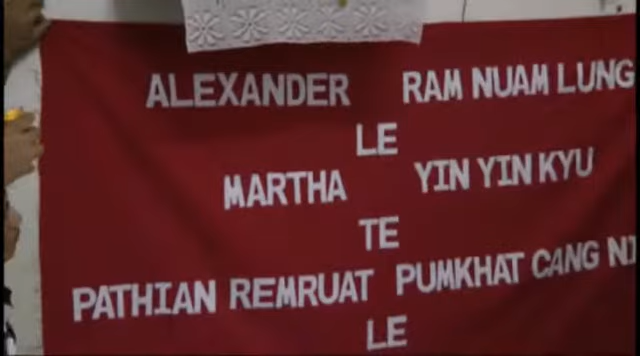 ALEXANDER RAM NUAM LUNG
LE
MARTHA YIN YIN KYU
TE
PATHIAN REMRUAT PUMKHAT CANG NI
LE